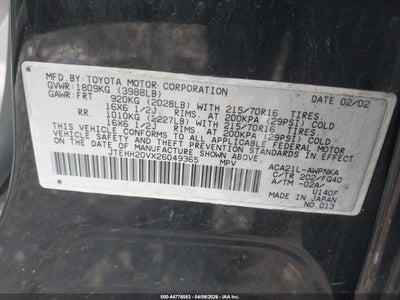 MFD. BY TOYOTA MOTOR CORPORATION DATE 02/02
GVWR: 1809KG (3988LB)
GAWR: FRT. 920KG (2028LB) WITH 215/70R16 TIRES
16X6 1/2J RIMS. AT 200KPA (29PSI) COLD
RR. 1010KG (2227LB) WITH 215/70R16 TIRES
16X6 1/2J RIMS. AT 200KPA (29PSI) COLD
THIS VEHICLE CONFORMS TO ALL APPLICABLE FEDERAL MOTOR
VEHICLE SAFETY AND THEFT PREVENTION STANDARDS IN EFFECT
ON THE DATE OF MANUFACTURE SHOWN ABOVE.
JTEHH20VX26049365 MPV
ACA21L-AWPNKA
C/TR 202/FG40
A/TM -02A/ U140F
MADE IN JAPAN
NO.013
000-44776583 - 04/06/2026 -